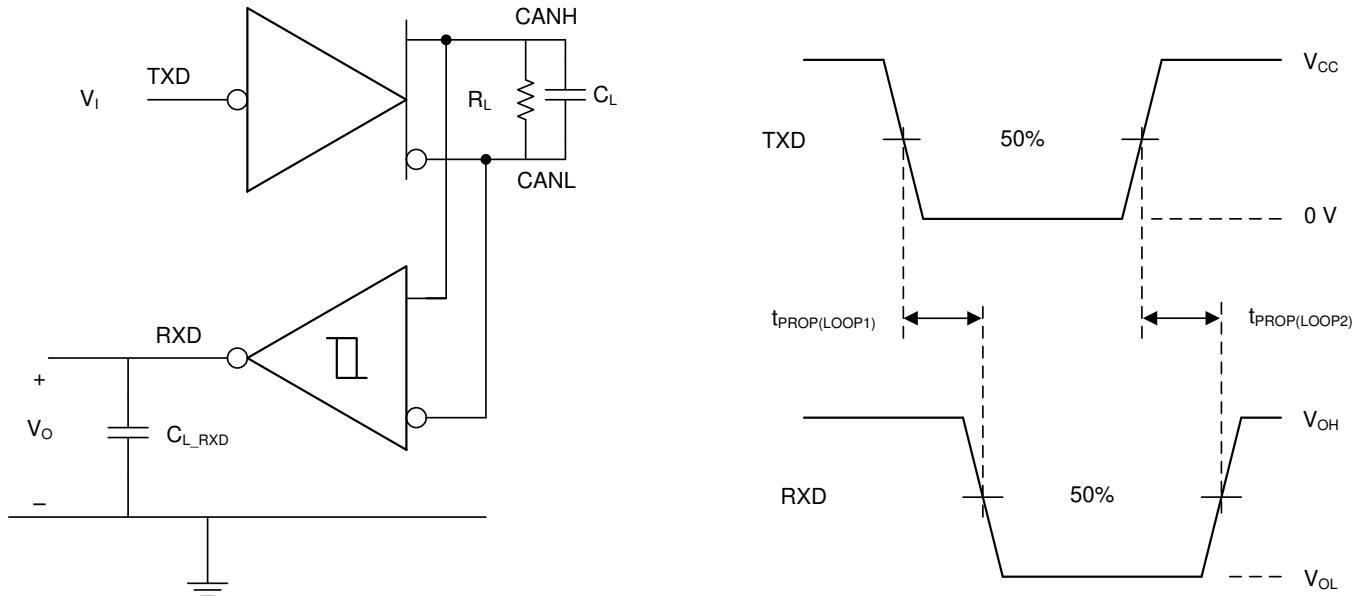 CANH
TXD
V_I
R_L
C_L
CANL
RXD
+
V_O
C_L_RXD
–
V_CC
TXD
50%
0 V
t_PROP(LOOP1)
t_PROP(LOOP2)
V_OH
RXD
50%
V_OL